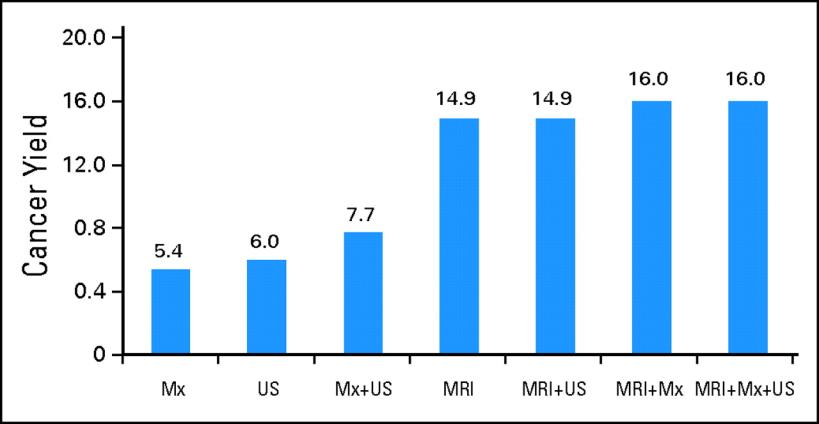 Cancer Yield
20.0
16.0
12.0
0.8
0.4
0
5.4
6.0
7.7
14.9
14.9
16.0
16.0
Mx
US
Mx+US
MRI
MRI+US
MRI+Mx
MRI+Mx+US